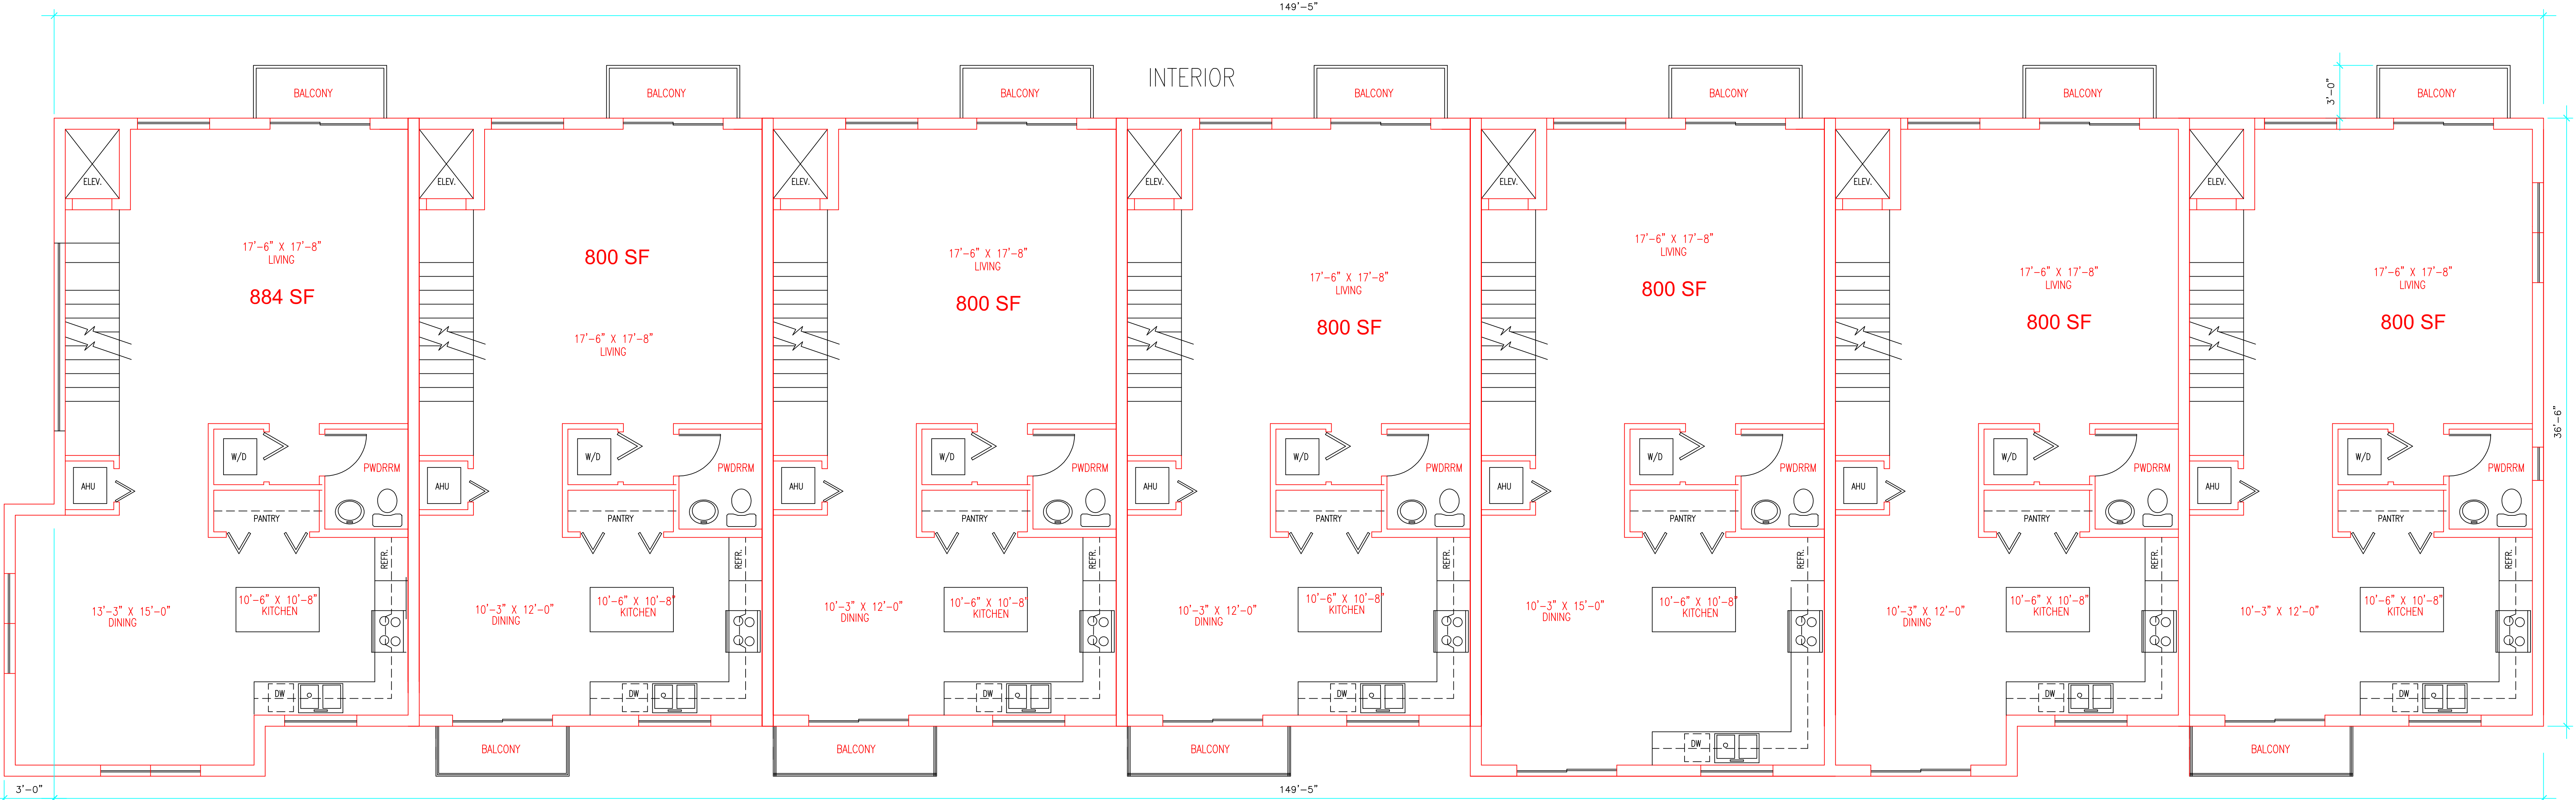 149'-5"
INTERIOR
3'-0"
BALCONY
BALCONY
BALCONY
BALCONY
BALCONY
BALCONY
BALCONY
ELEV.
ELEV.
ELEV.
ELEV.
ELEV.
ELEV.
ELEV.
17'-6" X 17'-8"
LIVING
884 SF
800 SF
17'-6" X 17'-8"
LIVING
17'-6" X 17'-8"
LIVING
800 SF
17'-6" X 17'-8"
LIVING
800 SF
17'-6" X 17'-8"
LIVING
800 SF
17'-6" X 17'-8"
LIVING
800 SF
17'-6" X 17'-8"
LIVING
800 SF
36'-6"
W/D
W/D
W/D
W/D
W/D
W/D
W/D
PWDRRM
PWDRRM
PWDRRM
PWDRRM
PWDRRM
PWDRRM
PWDRRM
AHU
AHU
AHU
AHU
AHU
AHU
AHU
PANTRY
PANTRY
PANTRY
PANTRY
PANTRY
PANTRY
PANTRY
REFR.
REFR.
REFR.
REFR.
REFR.
REFR.
REFR.
13'-3" X 15'-0"
DINING
10'-6" X 10'-8"
KITCHEN
10'-3" X 12'-0"
DINING
10'-6" X 10'-8"
KITCHEN
10'-3" X 12'-0"
DINING
10'-6" X 10'-8'
KITCHEN
10'-3" X 12'-0"
DINING
10'-6" X 10'-8"
KITCHEN
10'-3" X 15'-0"
DINING
10'-6" X 10'-8"
KITCHEN
10'-3" X 12'-0"
DINING
10'-6" X 10'-8"
KITCHEN
10'-3" X 12'-0"
10'-6" X 10'-8"
KITCHEN
DW
DW
DW
DW
DW
DW
DW
BALCONY
BALCONY
BALCONY
BALCONY
3'-0"
149'-5"